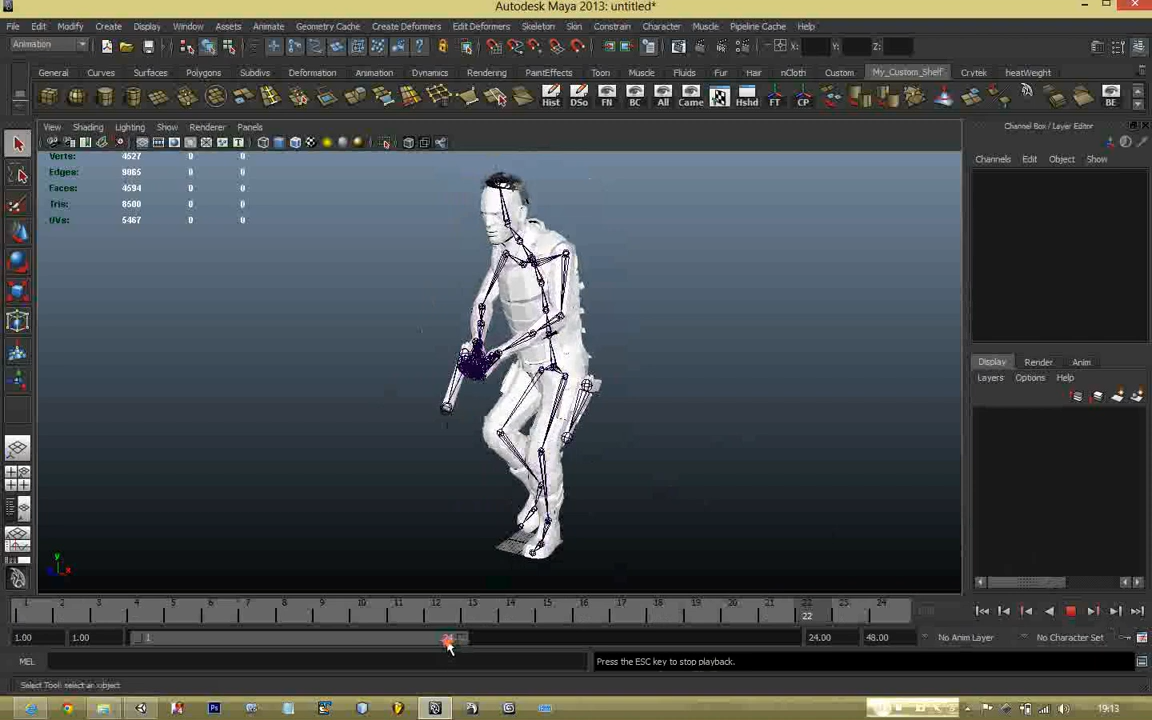 Autodesk Maya 2013: untitled*
File Edit Modify Create Display Window Assets Animate Geometry Cache Create Deformers Edit Deformers Skeleton Skin Constrain Character Muscle Pipeline Cache Help
Animation X: Y: Z:
General Curves Surfaces Polygons Subdivs Deformation Animation Dynamics Rendering PaintEffects Toon Muscle Fluids Fur Hair nCloth Custom My_Custom_Shelf Crytek heatWeight
Hist DSo FN BC All Came Hshd FT CP BE
View Shading Lighting Show Renderer Panels
Channel Box / Layer Editor
Channels Edit Object Show
Verts: 4527 0 0
Edges: 9065 0 0
Faces: 4594 0 0
Tris: 8500 0 0
UVs: 5467 0 0
Display Render Anim
Layers Options Help
y
x
1 2 3 4 5 6 7 8 9 10 11 12 13 14 15 16 17 18 19 20 21 22 23 24
22
1.00 1.00 1 24 24.00 48.00 No Anim Layer No Character Set
MEL Press the ESC key to stop playback.
Select Tool: select an object
19:13